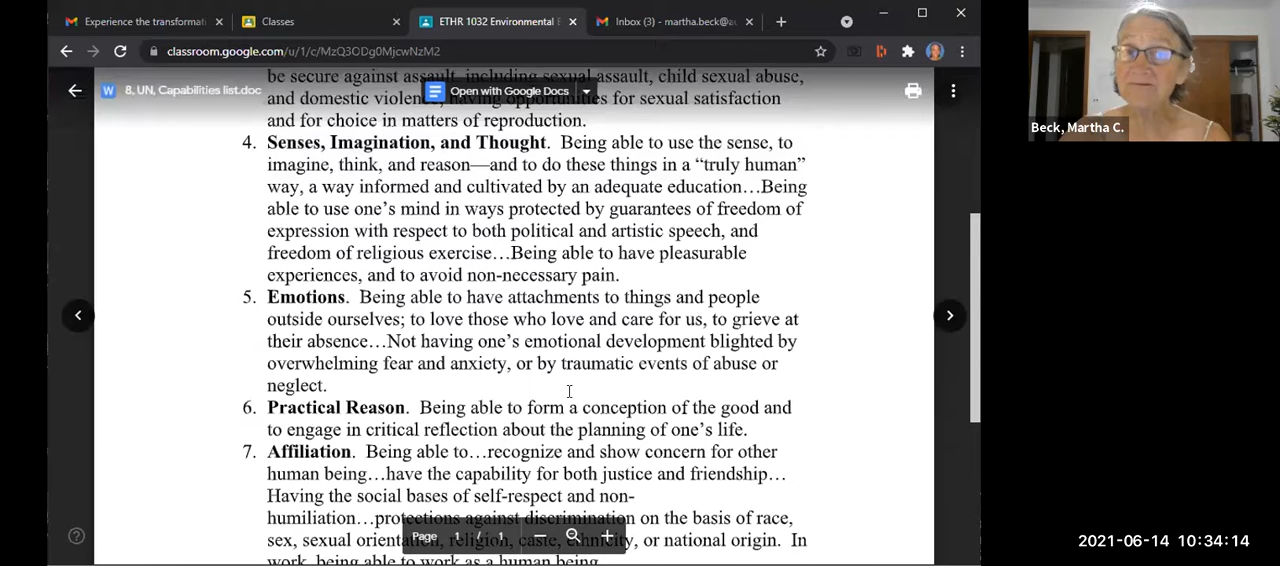 Experience the transformati
Classes
ETHR 1032 Environmental E
Inbox (3) - martha.beck@au
classroom.google.com/u/1/c/MzQ3ODg0MjcwNzM2
8, UN, Capabilities list.doc
Open with Google Docs
be secure against assault, including sexual assault, child sexual abuse,
and domestic violence, having opportunities for sexual satisfaction
and for choice in matters of reproduction.
4. Senses, Imagination, and Thought. Being able to use the sense, to
imagine, think, and reason—and to do these things in a “truly human”
way, a way informed and cultivated by an adequate education…Being
able to use one’s mind in ways protected by guarantees of freedom of
expression with respect to both political and artistic speech, and
freedom of religious exercise…Being able to have pleasurable
experiences, and to avoid non-necessary pain.
5. Emotions. Being able to have attachments to things and people
outside ourselves; to love those who love and care for us, to grieve at
their absence…Not having one’s emotional development blighted by
overwhelming fear and anxiety, or by traumatic events of abuse or
neglect.
6. Practical Reason. Being able to form a conception of the good and
to engage in critical reflection about the planning of one’s life.
7. Affiliation. Being able to…recognize and show concern for other
human being…have the capability for both justice and friendship…
Having the social bases of self-respect and non-
humiliation…protections against discrimination on the basis of race,
sex, sexual orientation, religion, caste, ethnicity, or national origin. In
work, being able to work as a human being
Page 1 / 1
Beck, Martha C.
2021-06-14 10:34:14